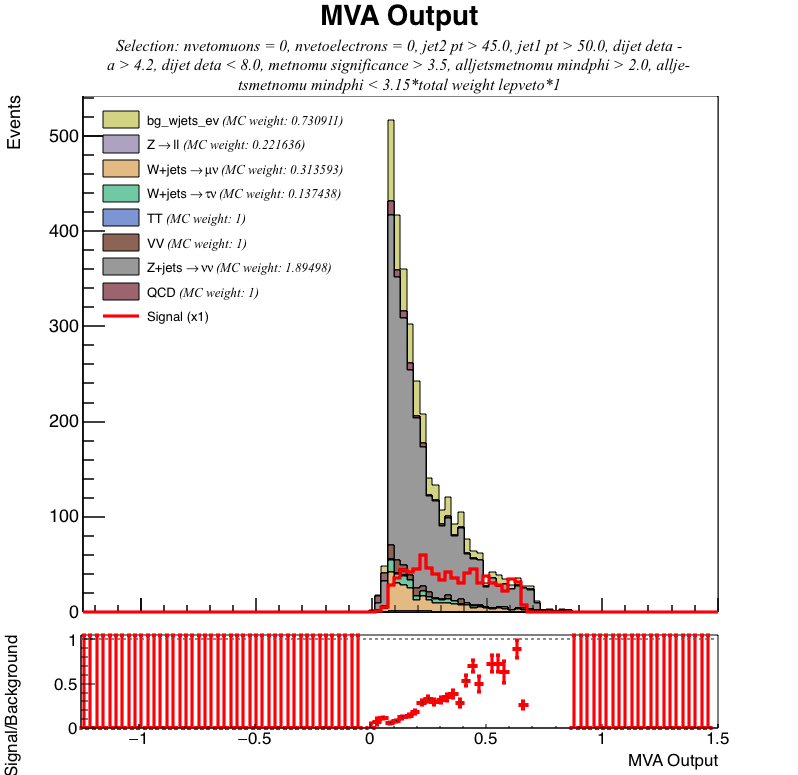 MVA Output
Selection: nvetomuons = 0, nvetoelectrons = 0, jet2 pt > 45.0, jet1 pt > 50.0, dijet deta -
a > 4.2, dijet deta < 8.0, metnomu significance > 3.5, alljetsmetnomu mindphi > 2.0, allje-
tsmetnomu mindphi < 3.15*total weight lepveto*1
Events
500
400
300
200
100
0
bg_wjets_ev (MC weight: 0.730911)
Z→ll (MC weight: 0.221636)
W+jets→μν (MC weight: 0.313593)
W+jets→τν (MC weight: 0.137438)
TT (MC weight: 1)
VV (MC weight: 1)
Z+jets→νν (MC weight: 1.89498)
QCD (MC weight: 1)
Signal (x1)
Signal/Background
1
0.5
0
−1 −0.5 0 0.5 1 1.5
MVA Output